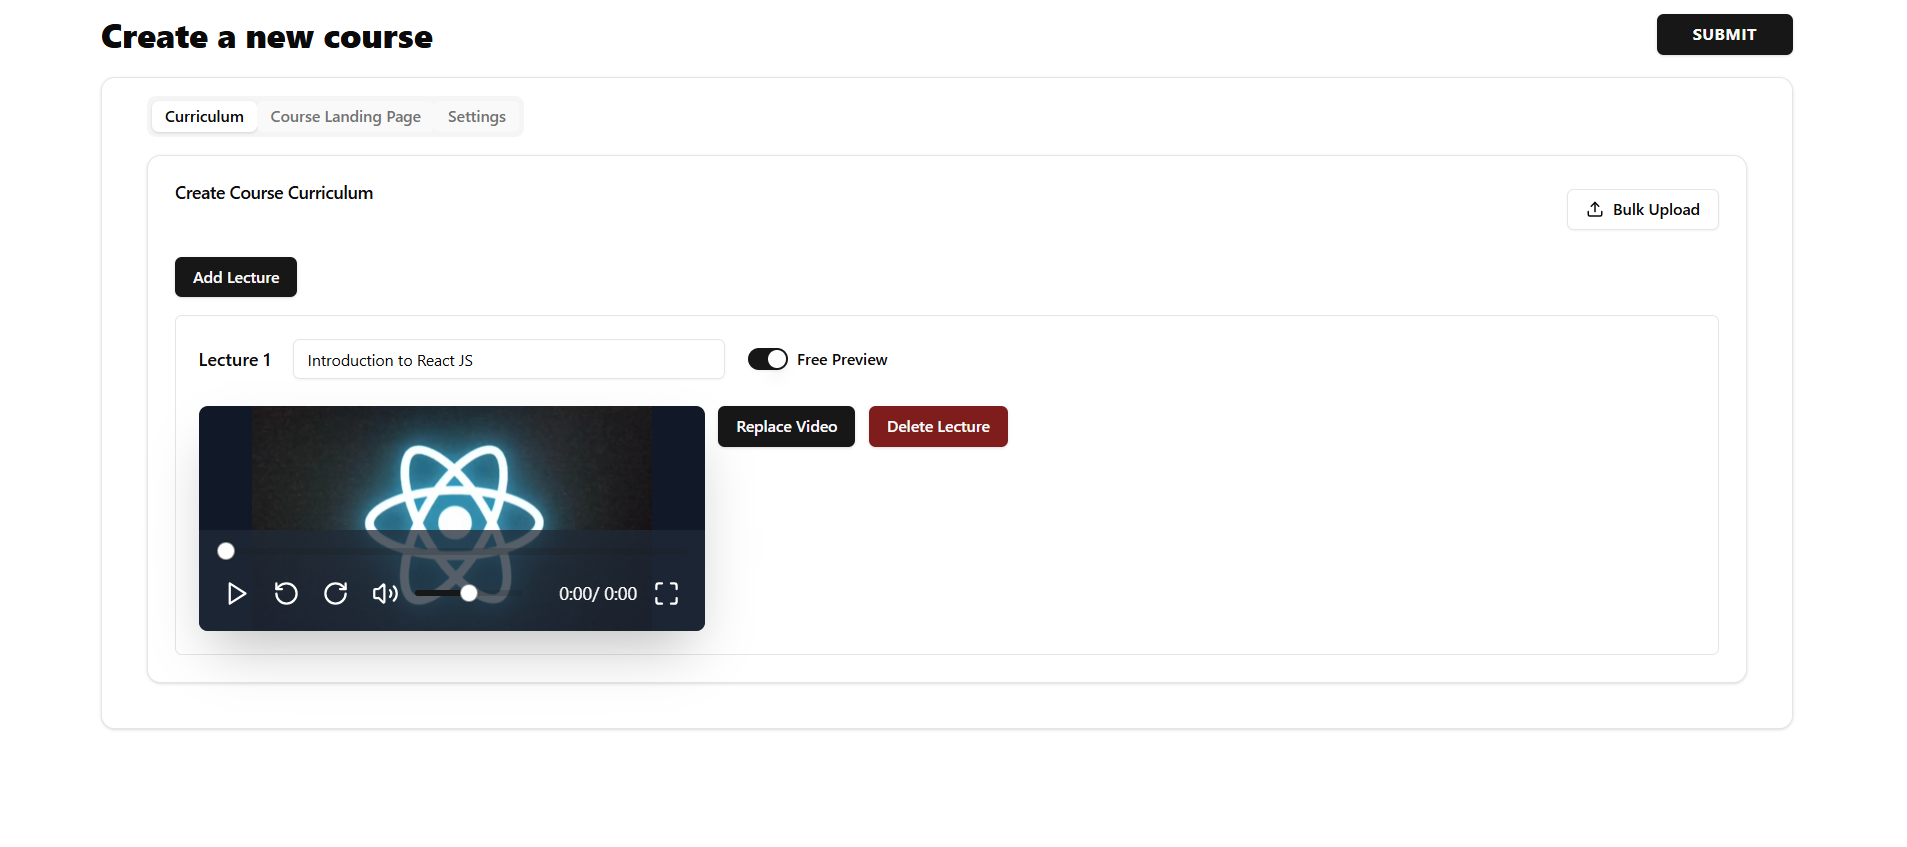 Create a new course
SUBMIT
Curriculum Course Landing Page Settings
Create Course Curriculum
Bulk Upload
Add Lecture
Lecture 1 Introduction to React JS Free Preview
Replace Video Delete Lecture
0:00/ 0:00